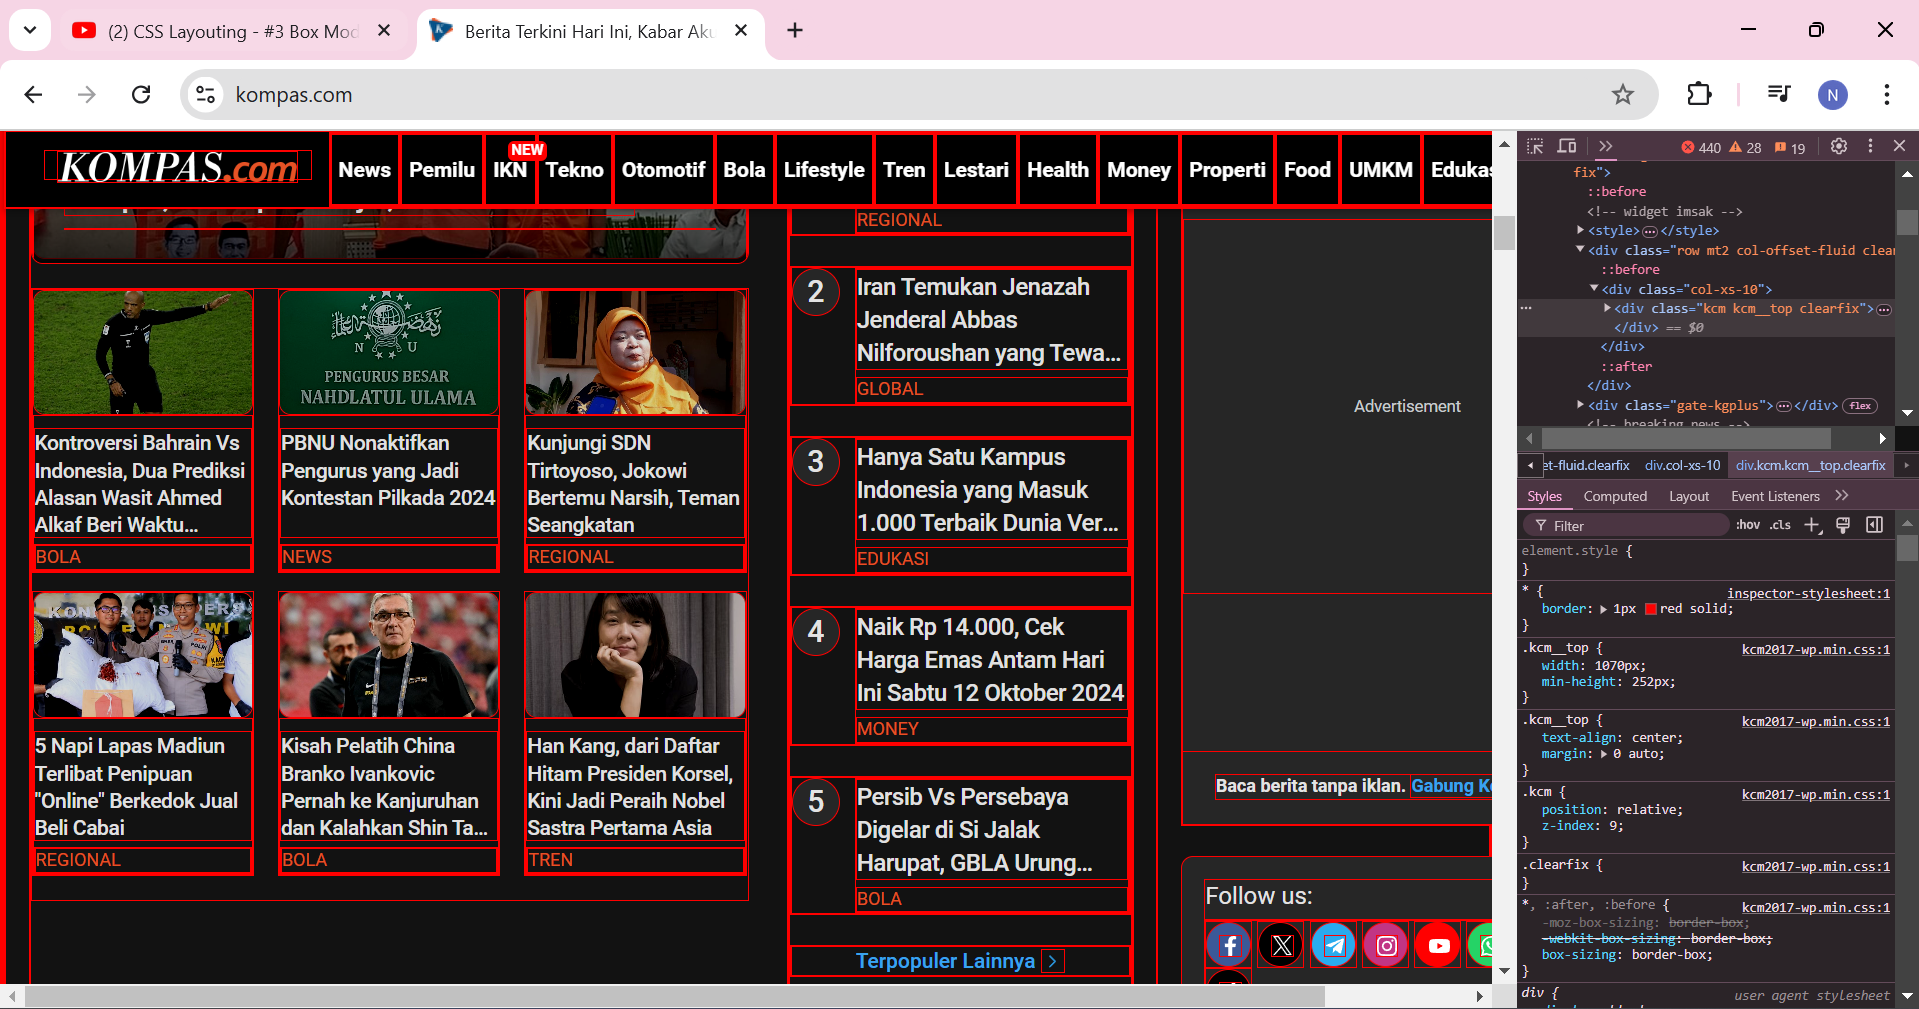 (2) CSS Layouting - #3 Box Mod
Berita Terkini Hari Ini, Kabar Aku
kompas.com
N
KOMPAS.com
News
Pemilu
IKN
NEW
Tekno
Otomotif
Bola
Lifestyle
Tren
Lestari
Health
Money
Properti
Food
UMKM
Edukas
N U
PENGURUS BESAR
NAHDLATUL ULAMA
Kontroversi Bahrain Vs
Indonesia, Dua Prediksi
Alasan Wasit Ahmed
Alkaf Beri Waktu...
BOLA
PBNU Nonaktifkan
Pengurus yang Jadi
Kontestan Pilkada 2024
NEWS
Kunjungi SDN
Tirtoyoso, Jokowi
Bertemu Narsih, Teman
Seangkatan
REGIONAL
5 Napi Lapas Madiun
Terlibat Penipuan
"Online" Berkedok Jual
Beli Cabai
REGIONAL
Kisah Pelatih China
Branko Ivankovic
Pernah ke Kanjuruhan
dan Kalahkan Shin Ta...
BOLA
Han Kang, dari Daftar
Hitam Presiden Korsel,
Kini Jadi Peraih Nobel
Sastra Pertama Asia
TREN
REGIONAL
2
Iran Temukan Jenazah
Jenderal Abbas
Nilforoushan yang Tewa...
GLOBAL
3
Hanya Satu Kampus
Indonesia yang Masuk
1.000 Terbaik Dunia Ver...
EDUKASI
4
Naik Rp 14.000, Cek
Harga Emas Antam Hari
Ini Sabtu 12 Oktober 2024
MONEY
5
Persib Vs Persebaya
Digelar di Si Jalak
Harupat, GBLA Urung...
BOLA
Terpopuler Lainnya
Advertisement
Baca berita tanpa iklan. Gabung K
Follow us:
440 28 19
fix">
::before
<!-- widget imsak -->
<style>…</style>
<div class="row mt2 col-offset-fluid clear
::before
<div class="col-xs-10">
<div class="kcm kcm__top clearfix">…
</div> == $0
</div>
::after
</div>
<div class="gate-kgplus">…</div> flex
<!-- breaking news -->
et-fluid.clearfix div.col-xs-10 div.kcm.kcm__top.clearfix
Styles Computed Layout Event Listeners
Filter :hov .cls
element.style {
}
* { inspector-stylesheet:1
border: 1px red solid;
}
.kcm__top { kcm2017-wp.min.css:1
width: 1070px;
min-height: 252px;
}
.kcm__top { kcm2017-wp.min.css:1
text-align: center;
margin: 0 auto;
}
.kcm { kcm2017-wp.min.css:1
position: relative;
z-index: 9;
}
.clearfix { kcm2017-wp.min.css:1
}
*, :after, :before { kcm2017-wp.min.css:1
-moz-box-sizing: border-box;
-webkit-box-sizing: border-box;
box-sizing: border-box;
}
div { user agent stylesheet